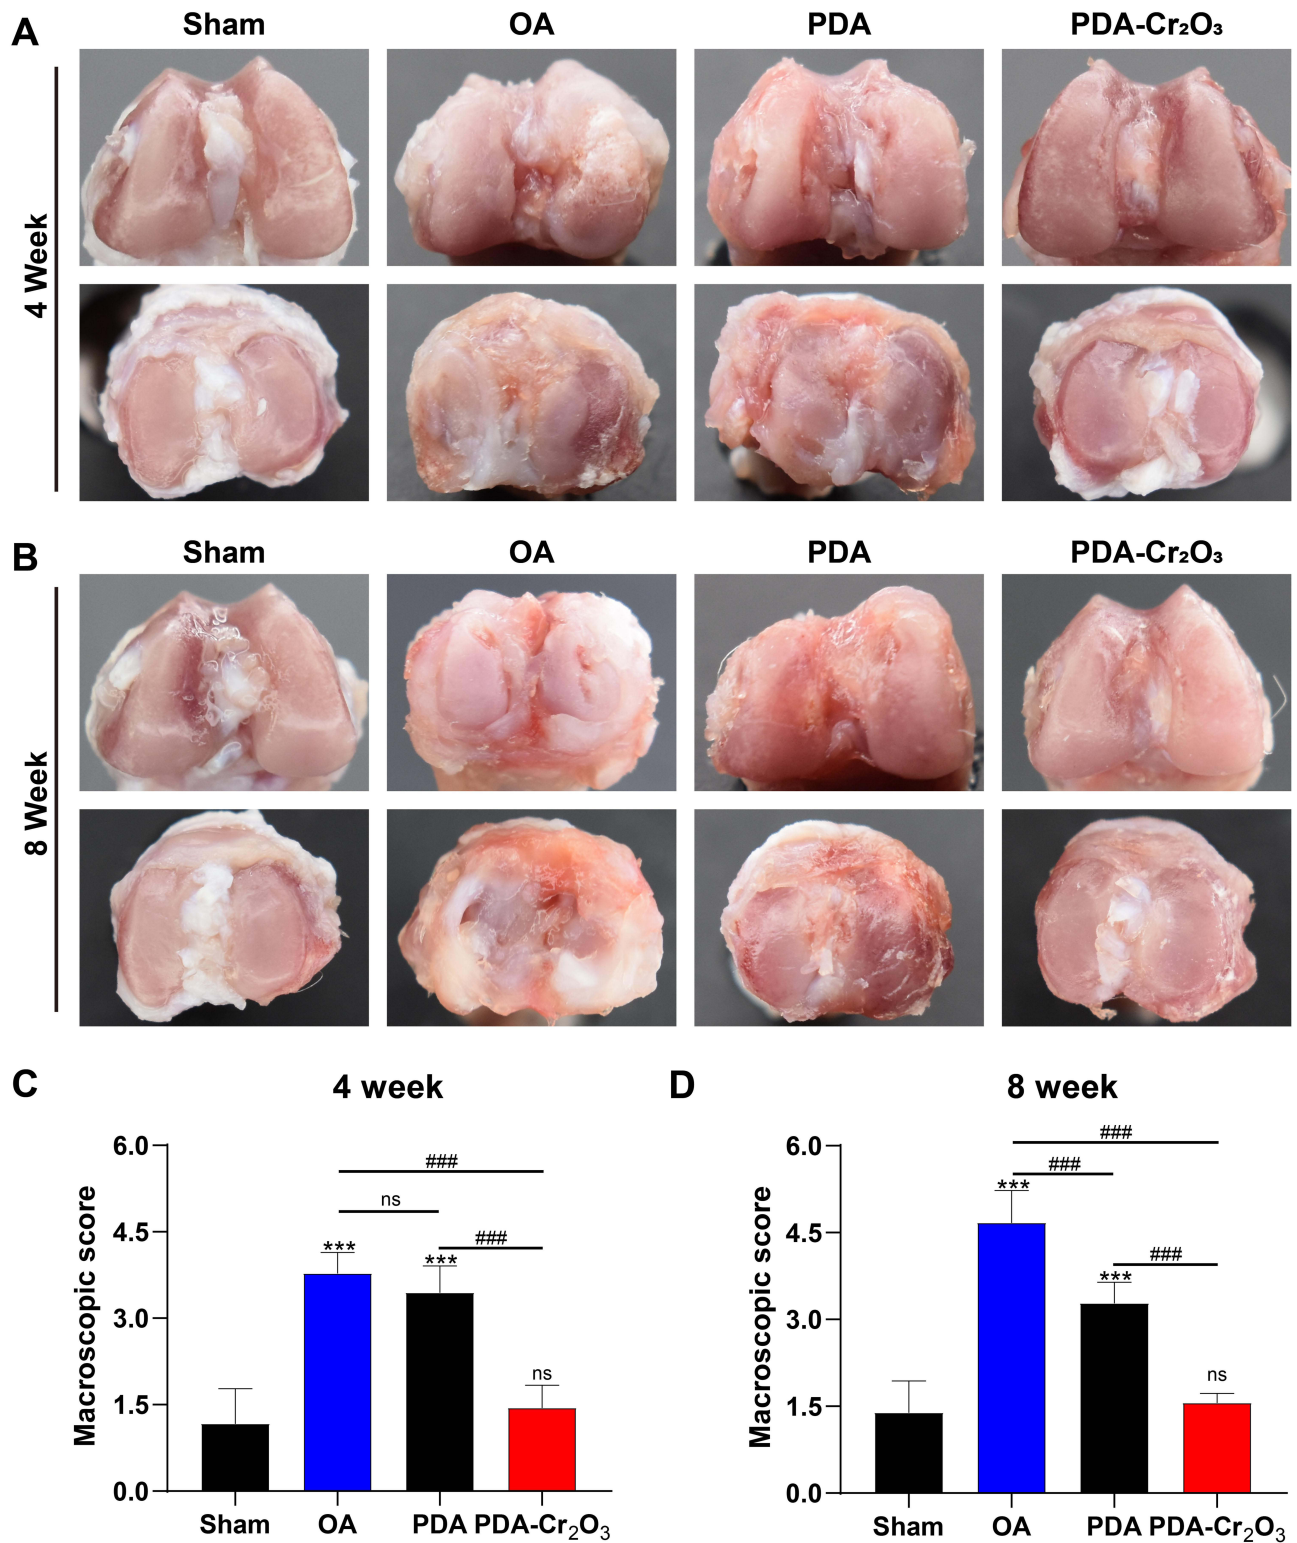 A
Sham OA PDA PDA-Cr₂O₃
4 Week
B
Sham OA PDA PDA-Cr₂O₃
8 Week
C
4 week
Macroscopic score
6.0
4.5
3.0
1.5
0.0
###
ns
###
***
***
ns
Sham OA PDA PDA-Cr₂O₃
D
8 week
Macroscopic score
6.0
4.5
3.0
1.5
0.0
###
###
***
###
***
ns
Sham OA PDA PDA-Cr₂O₃